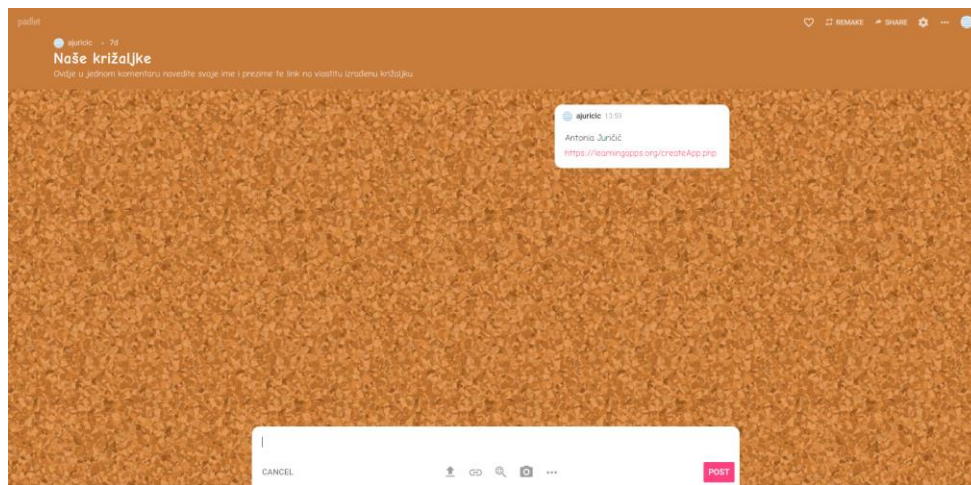 padlet
REMAKE SHARE
ajuricic • 7d
Naše križaljke
Ovdje u jednom komentaru navedite svoje ime i prezime te link na vlastitu izrađenu križaljku
ajuricic 13:59
Antonia Juričić
https://learningapps.org/createApp.php
CANCEL
POST